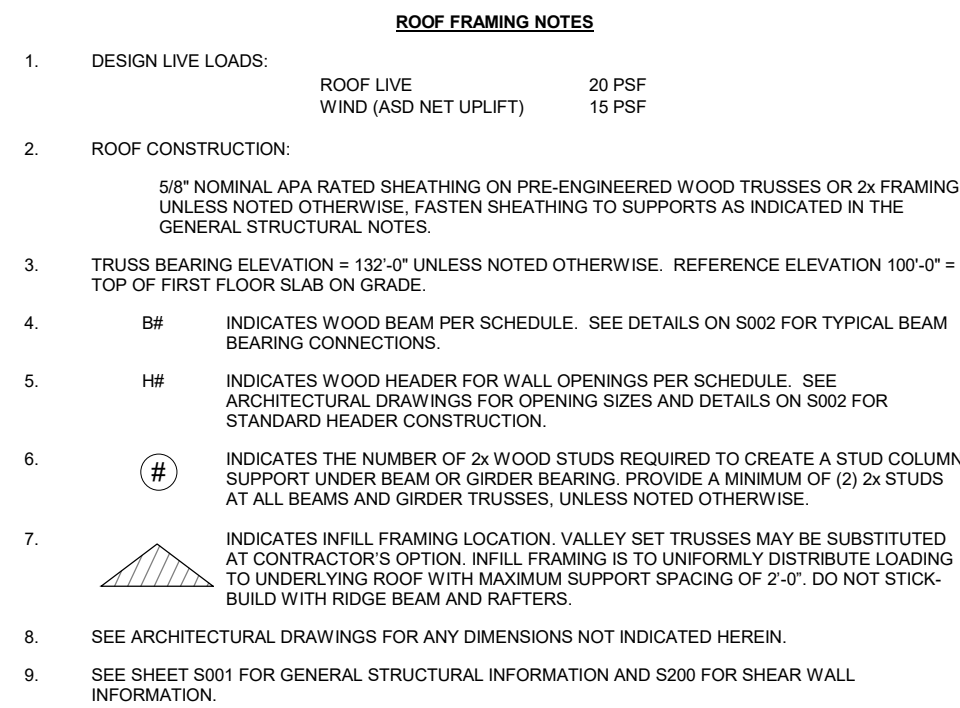 ROOF FRAMING NOTES
1. DESIGN LIVE LOADS:
ROOF LIVE 20 PSF
WIND (ASD NET UPLIFT) 15 PSF
2. ROOF CONSTRUCTION:
5/8" NOMINAL APA RATED SHEATHING ON PRE-ENGINEERED WOOD TRUSSES OR 2x FRAMING
UNLESS NOTED OTHERWISE, FASTEN SHEATHING TO SUPPORTS AS INDICATED IN THE
GENERAL STRUCTURAL NOTES.
3. TRUSS BEARING ELEVATION = 132'-0" UNLESS NOTED OTHERWISE. REFERENCE ELEVATION 100'-0" =
TOP OF FIRST FLOOR SLAB ON GRADE.
4. B# INDICATES WOOD BEAM PER SCHEDULE. SEE DETAILS ON S002 FOR TYPICAL BEAM
BEARING CONNECTIONS.
5. H# INDICATES WOOD HEADER FOR WALL OPENINGS PER SCHEDULE. SEE
ARCHITECTURAL DRAWINGS FOR OPENING SIZES AND DETAILS ON S002 FOR
STANDARD HEADER CONSTRUCTION.
6. # INDICATES THE NUMBER OF 2x WOOD STUDS REQUIRED TO CREATE A STUD COLUMN
SUPPORT UNDER BEAM OR GIRDER BEARING. PROVIDE A MINIMUM OF (2) 2x STUDS
AT ALL BEAMS AND GIRDER TRUSSES, UNLESS NOTED OTHERWISE.
7. INDICATES INFILL FRAMING LOCATION. VALLEY SET TRUSSES MAY BE SUBSTITUTED
AT CONTRACTOR'S OPTION. INFILL FRAMING IS TO UNIFORMLY DISTRIBUTE LOADING
TO UNDERLYING ROOF WITH MAXIMUM SUPPORT SPACING OF 2'-0". DO NOT STICK-
BUILD WITH RIDGE BEAM AND RAFTERS.
8. SEE ARCHITECTURAL DRAWINGS FOR ANY DIMENSIONS NOT INDICATED HEREIN.
9. SEE SHEET S001 FOR GENERAL STRUCTURAL INFORMATION AND S200 FOR SHEAR WALL
INFORMATION.